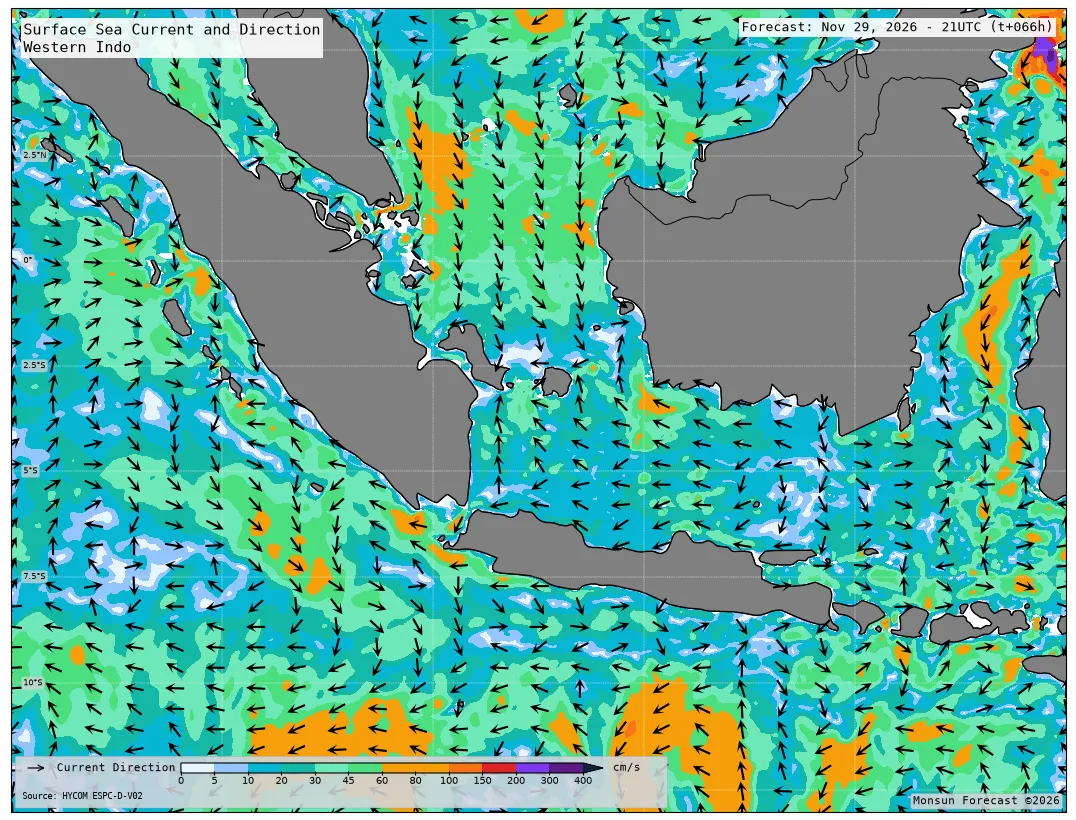 Surface Sea Current and Direction
Western Indo
Forecast: Nov 29, 2026 - 21UTC (t+066h)
2.5°N
0°
2.5°S
5°S
7.5°S
10°S
Current Direction
0 5 10 20 30 45 60 80 100 150 200 300 400
cm/s
Source: HYCOM ESPC-D-V02
Monsun Forecast ©2026